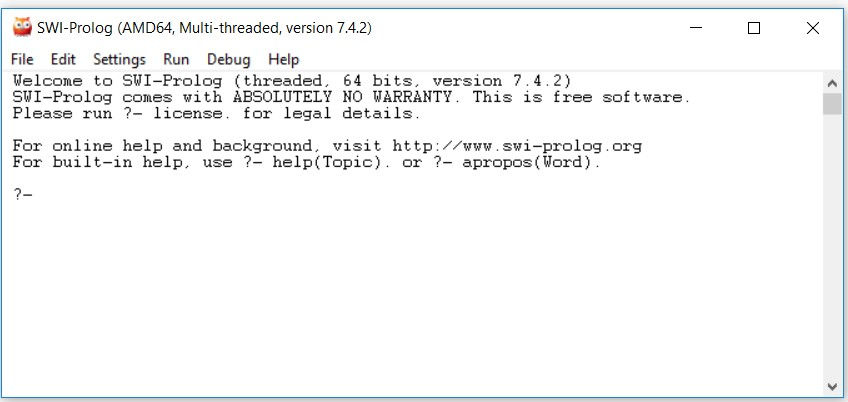 SWI-Prolog (AMD64, Multi-threaded, version 7.4.2)
File Edit Settings Run Debug Help
Welcome to SWI-Prolog (threaded, 64 bits, version 7.4.2)
SWI-Prolog comes with ABSOLUTELY NO WARRANTY. This is free software.
Please run ?- license. for legal details.
For online help and background, visit http://www.swi-prolog.org
For built-in help, use ?- help(Topic). or ?- apropos(Word).
?-